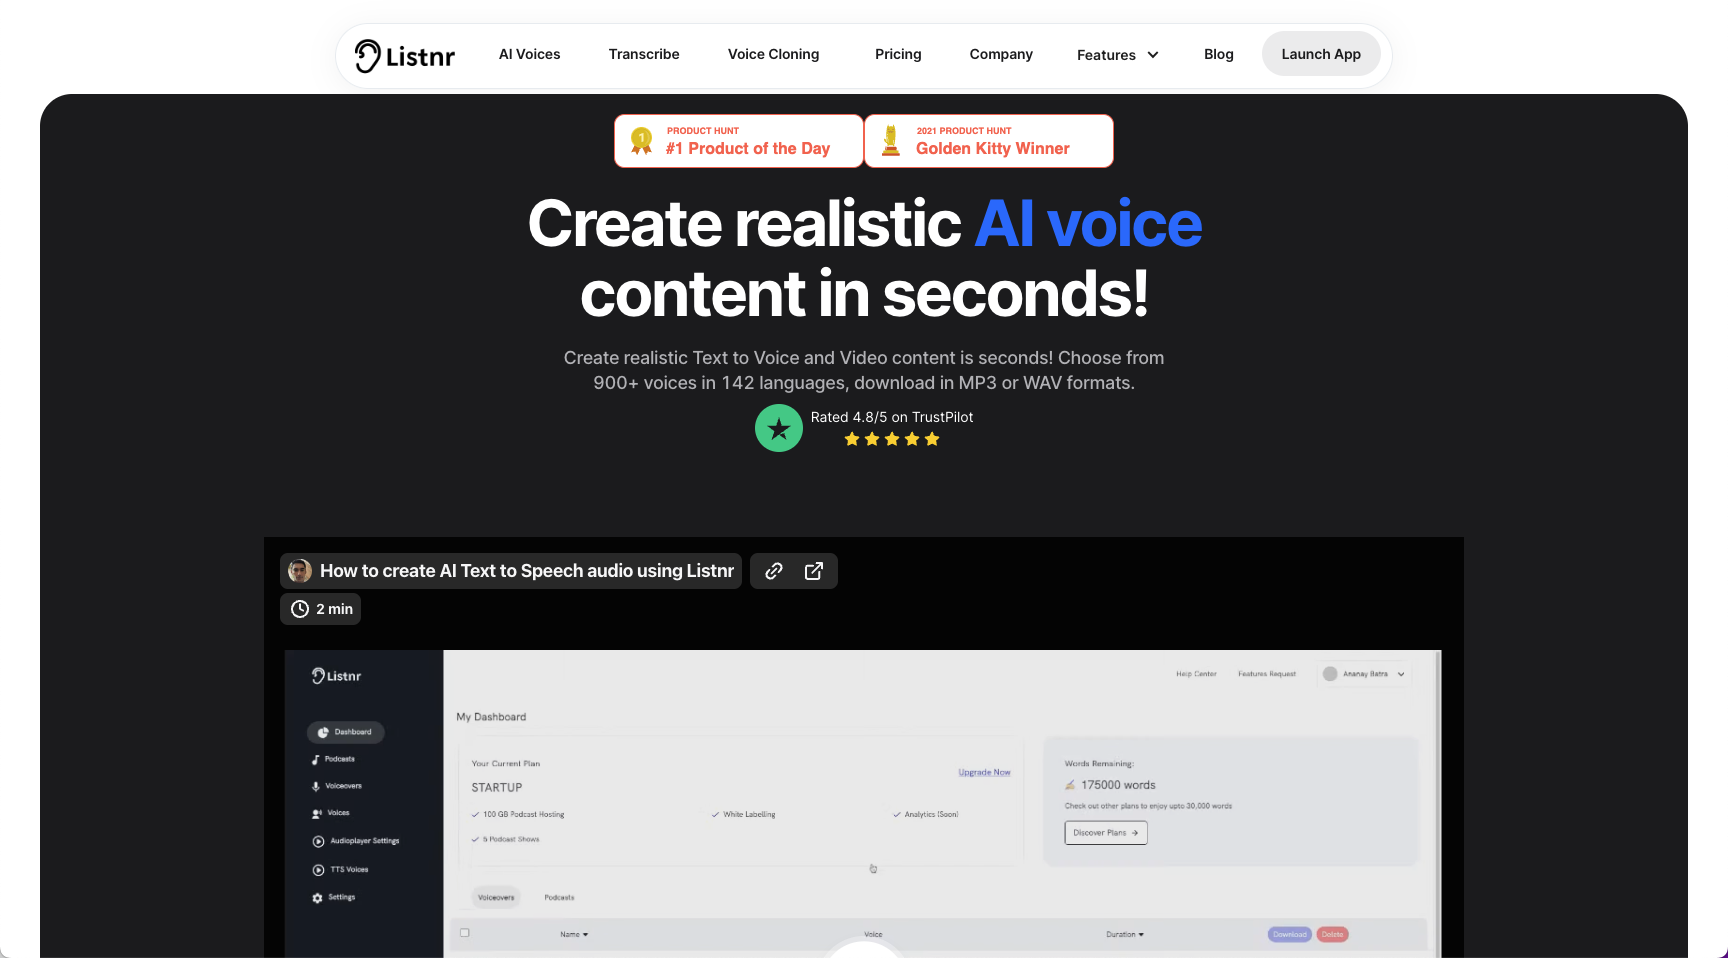 Listnr
AI Voices
Transcribe
Voice Cloning
Pricing
Company
Features
Blog
Launch App
1
PRODUCT HUNT
#1 Product of the Day
2021 PRODUCT HUNT
Golden Kitty Winner
Create realistic AI voice
content in seconds!
Create realistic Text to Voice and Video content is seconds! Choose from
900+ voices in 142 languages, download in MP3 or WAV formats.
Rated 4.8/5 on TrustPilot
How to create AI Text to Speech audio using Listnr
2 min
Listnr
Help Center
Features Request
Ananay Batra
Dashboard
Podcasts
Voiceovers
Voices
Audioplayer Settings
TTS Voices
Settings
My Dashboard
Your Current Plan
Upgrade Now
STARTUP
100 GB Podcast Hosting
White Labelling
Analytics (Soon)
5 Podcast Shows
Words Remaining:
175000 words
Check out other plans to enjoy upto 30,000 words
Discover Plans →
Voiceovers
Podcasts
Name
Voice
Duration
Download
Delete